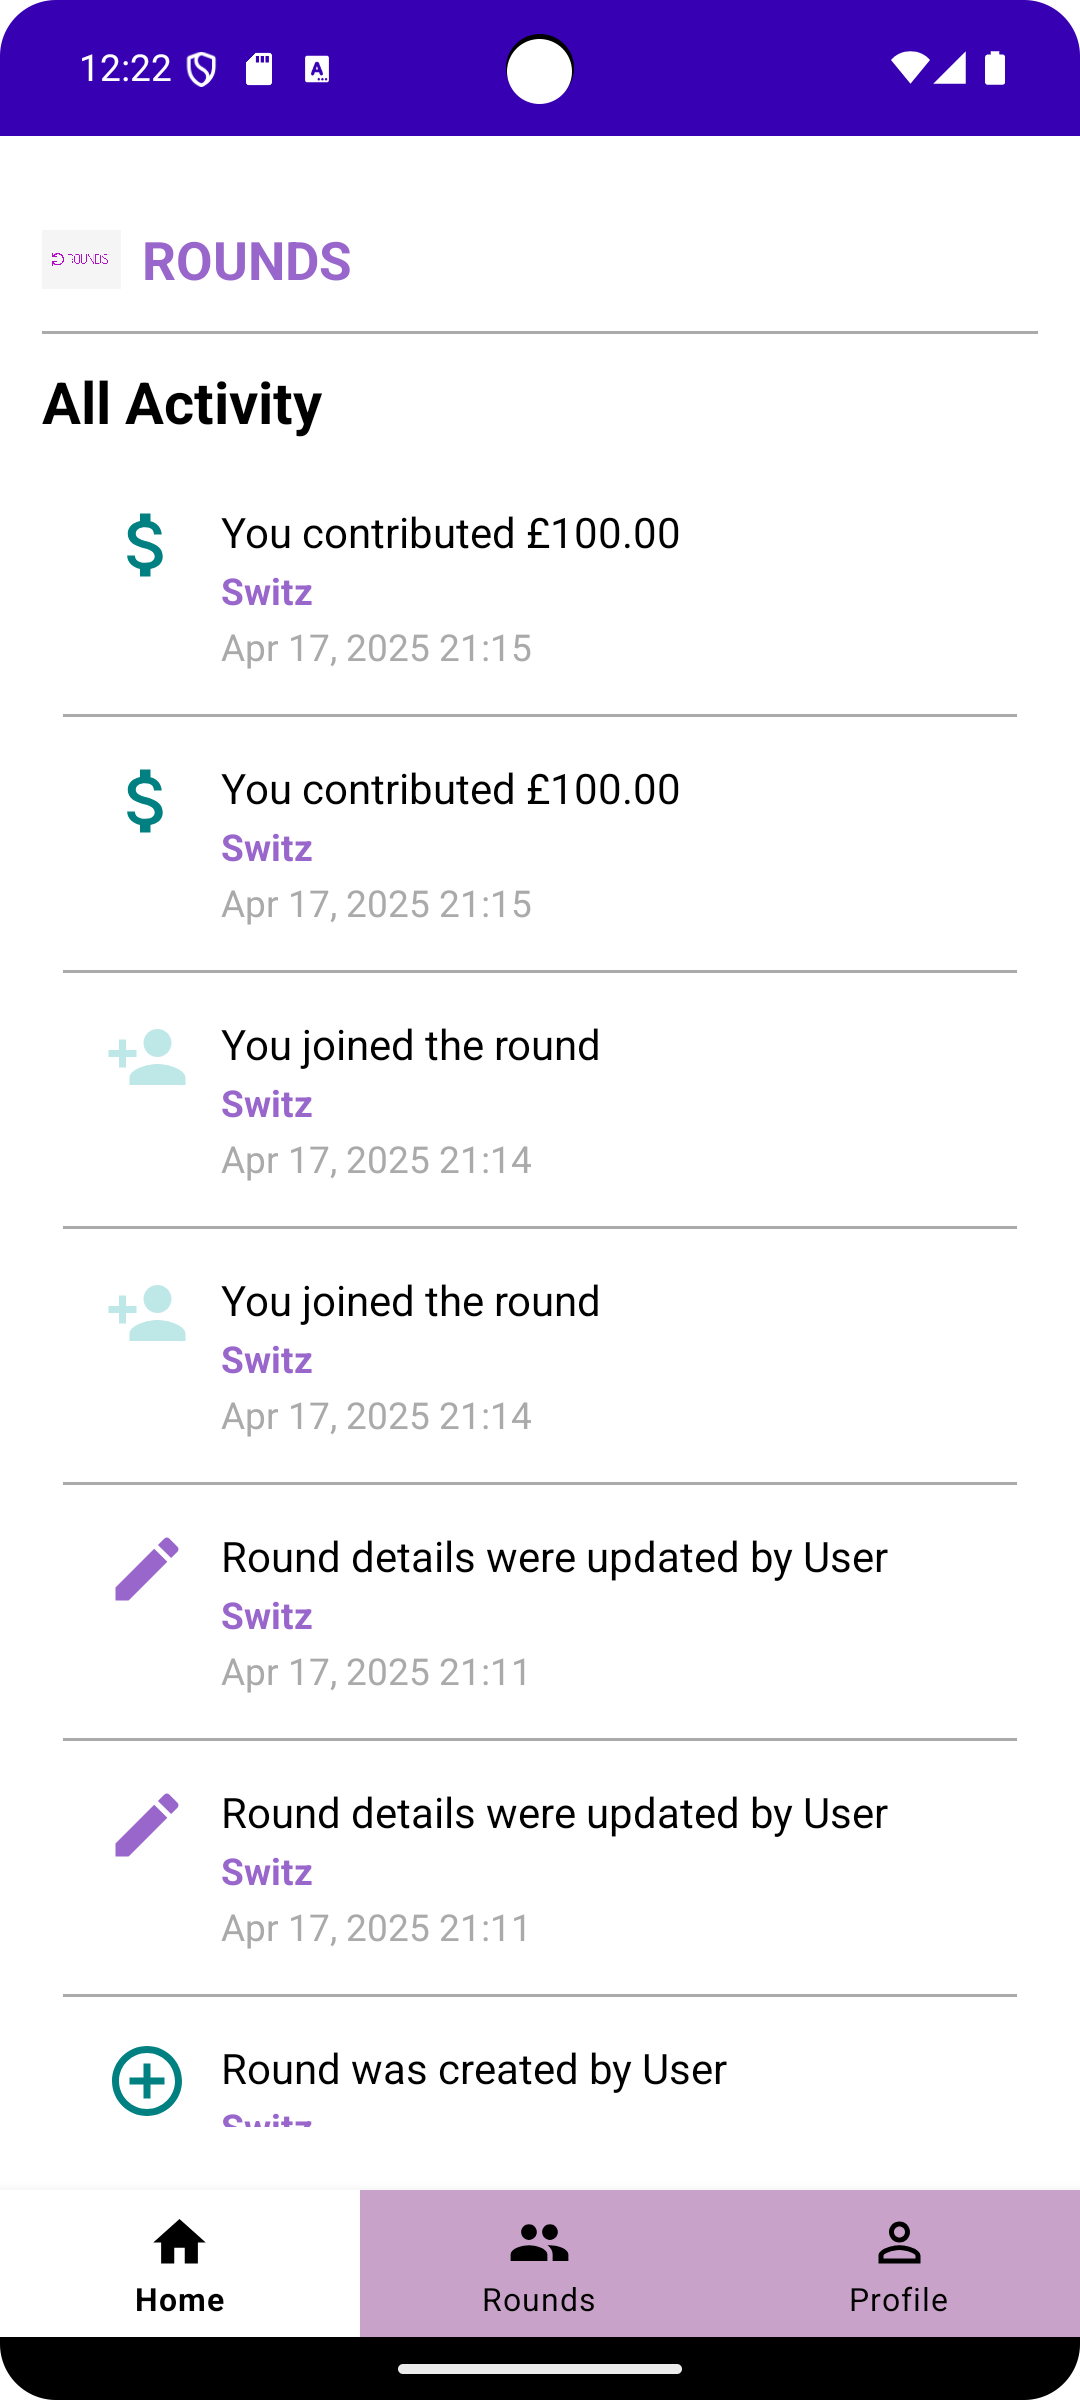 12:22
ROUNDS ROUNDS
All Activity
You contributed £100.00
Switz
Apr 17, 2025 21:15
You contributed £100.00
Switz
Apr 17, 2025 21:15
You joined the round
Switz
Apr 17, 2025 21:14
You joined the round
Switz
Apr 17, 2025 21:14
Round details were updated by User
Switz
Apr 17, 2025 21:11
Round details were updated by User
Switz
Apr 17, 2025 21:11
Round was created by User
Switz
Home Rounds Profile